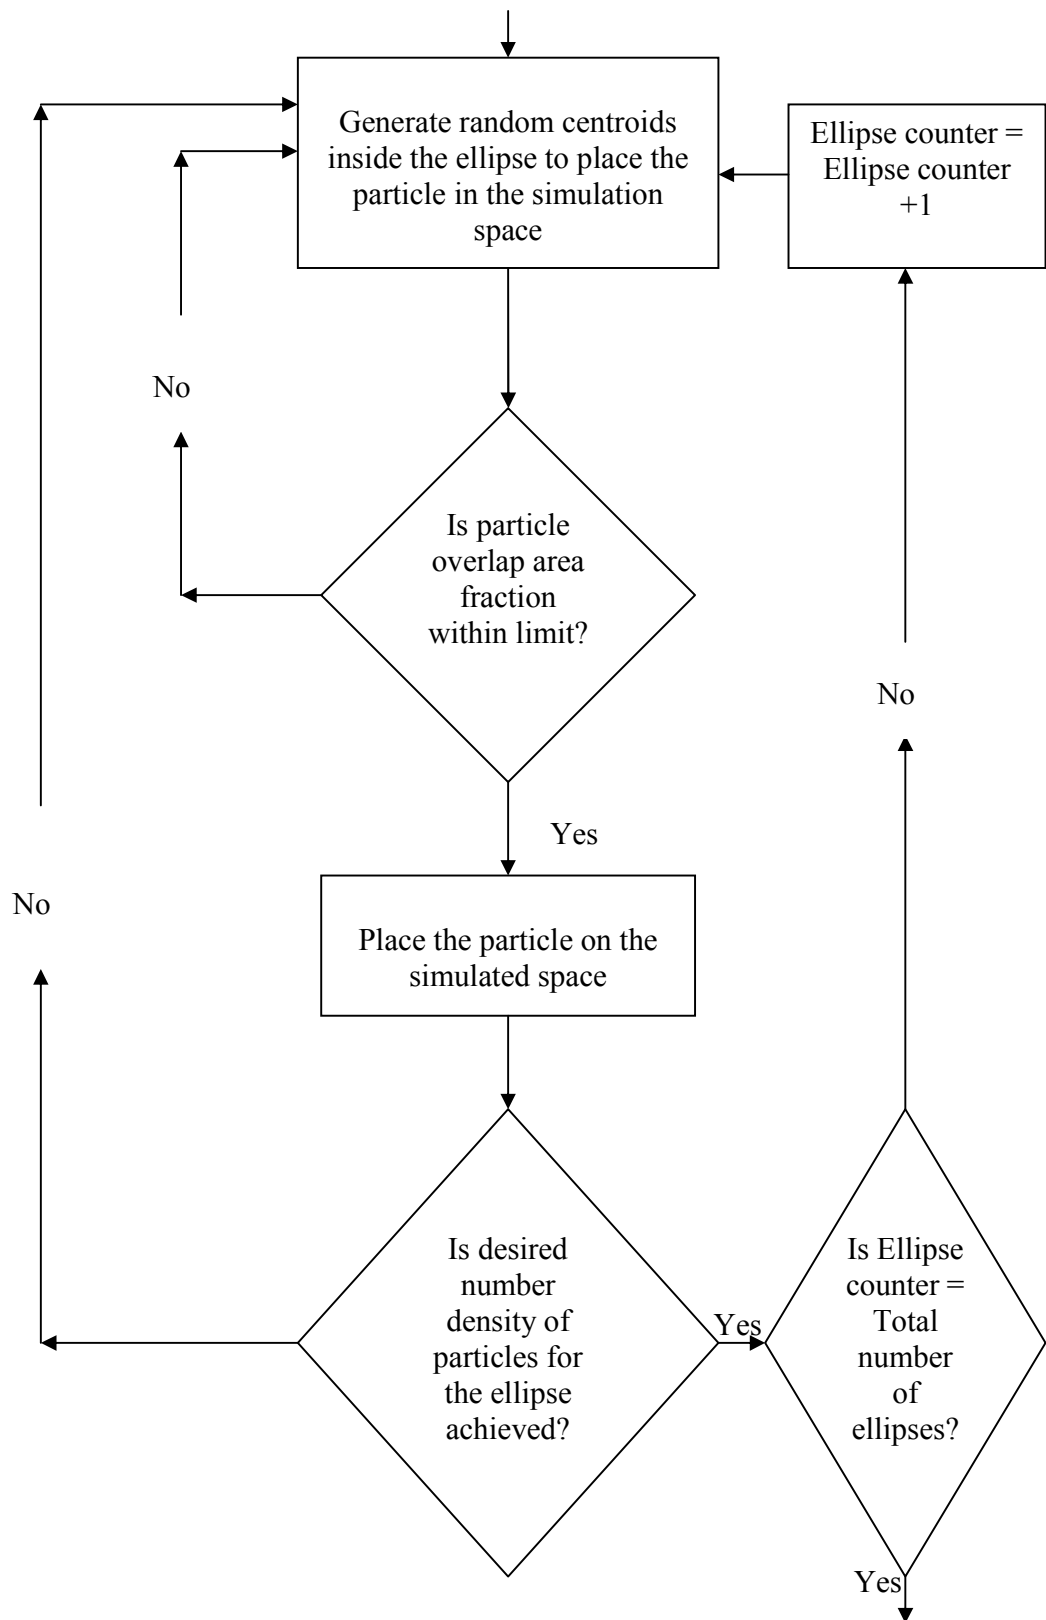 Generate random centroids
inside the ellipse to place the
particle in the simulation
space
Ellipse counter =
Ellipse counter
+1
No
Is particle
overlap area
fraction
within limit?
No
Yes
No
Place the particle on the
simulated space
Is desired
number
density of
particles for
the ellipse
achieved?
Yes
Is Ellipse
counter =
Total
number
of
ellipses?
Yes